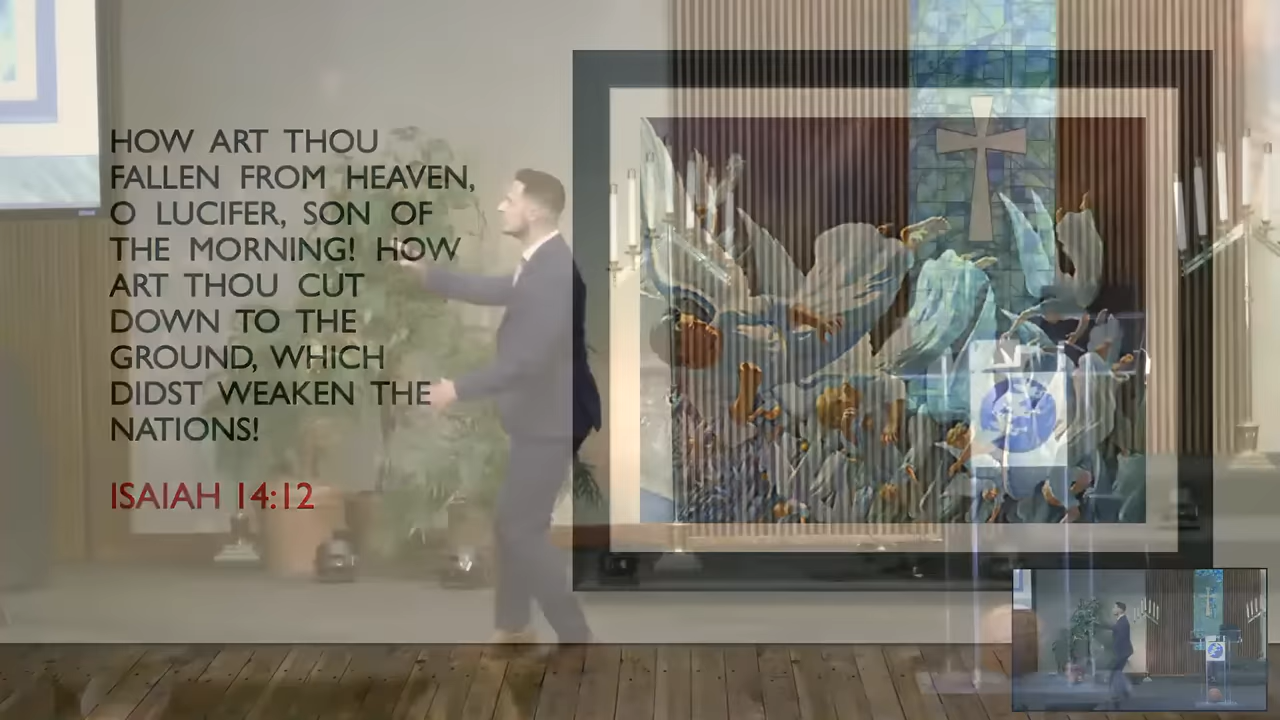 HOW ART THOU
FALLEN FROM HEAVEN,
O LUCIFER, SON OF
THE MORNING! HOW
ART THOU CUT
DOWN TO THE
GROUND, WHICH
DIDST WEAKEN THE
NATIONS!
ISAIAH 14:12